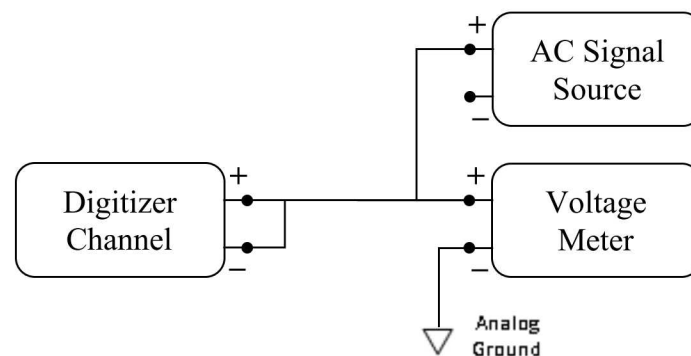 +
AC Signal
Source
−
+
Digitizer
Channel
−
+
Voltage
Meter
−
Analog
Ground